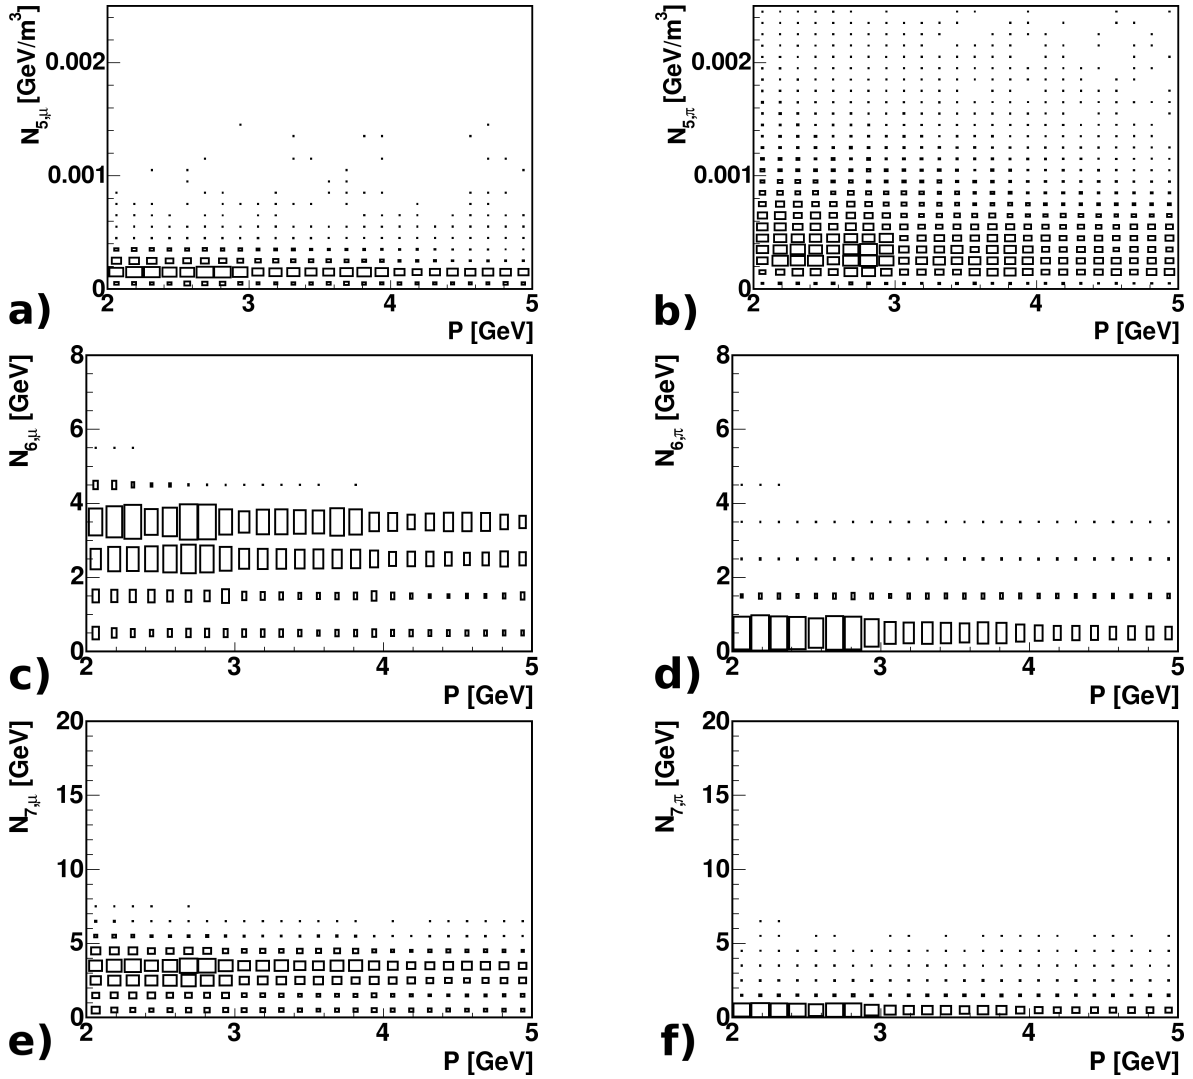 N5,μ [GeV/m³]
0.002
0.001
0
2 3 4 5
P [GeV]
a)
N5,π [GeV/m³]
0.002
0.001
0
2 3 4 5
P [GeV]
b)
N6,μ [GeV]
8
6
4
2
0
2 3 4 5
P [GeV]
c)
N6,π [GeV]
8
6
4
2
0
2 3 4 5
P [GeV]
d)
N7,μ [GeV]
20
15
10
5
0
2 3 4 5
P [GeV]
e)
N7,π [GeV]
20
15
10
5
0
2 3 4 5
P [GeV]
f)